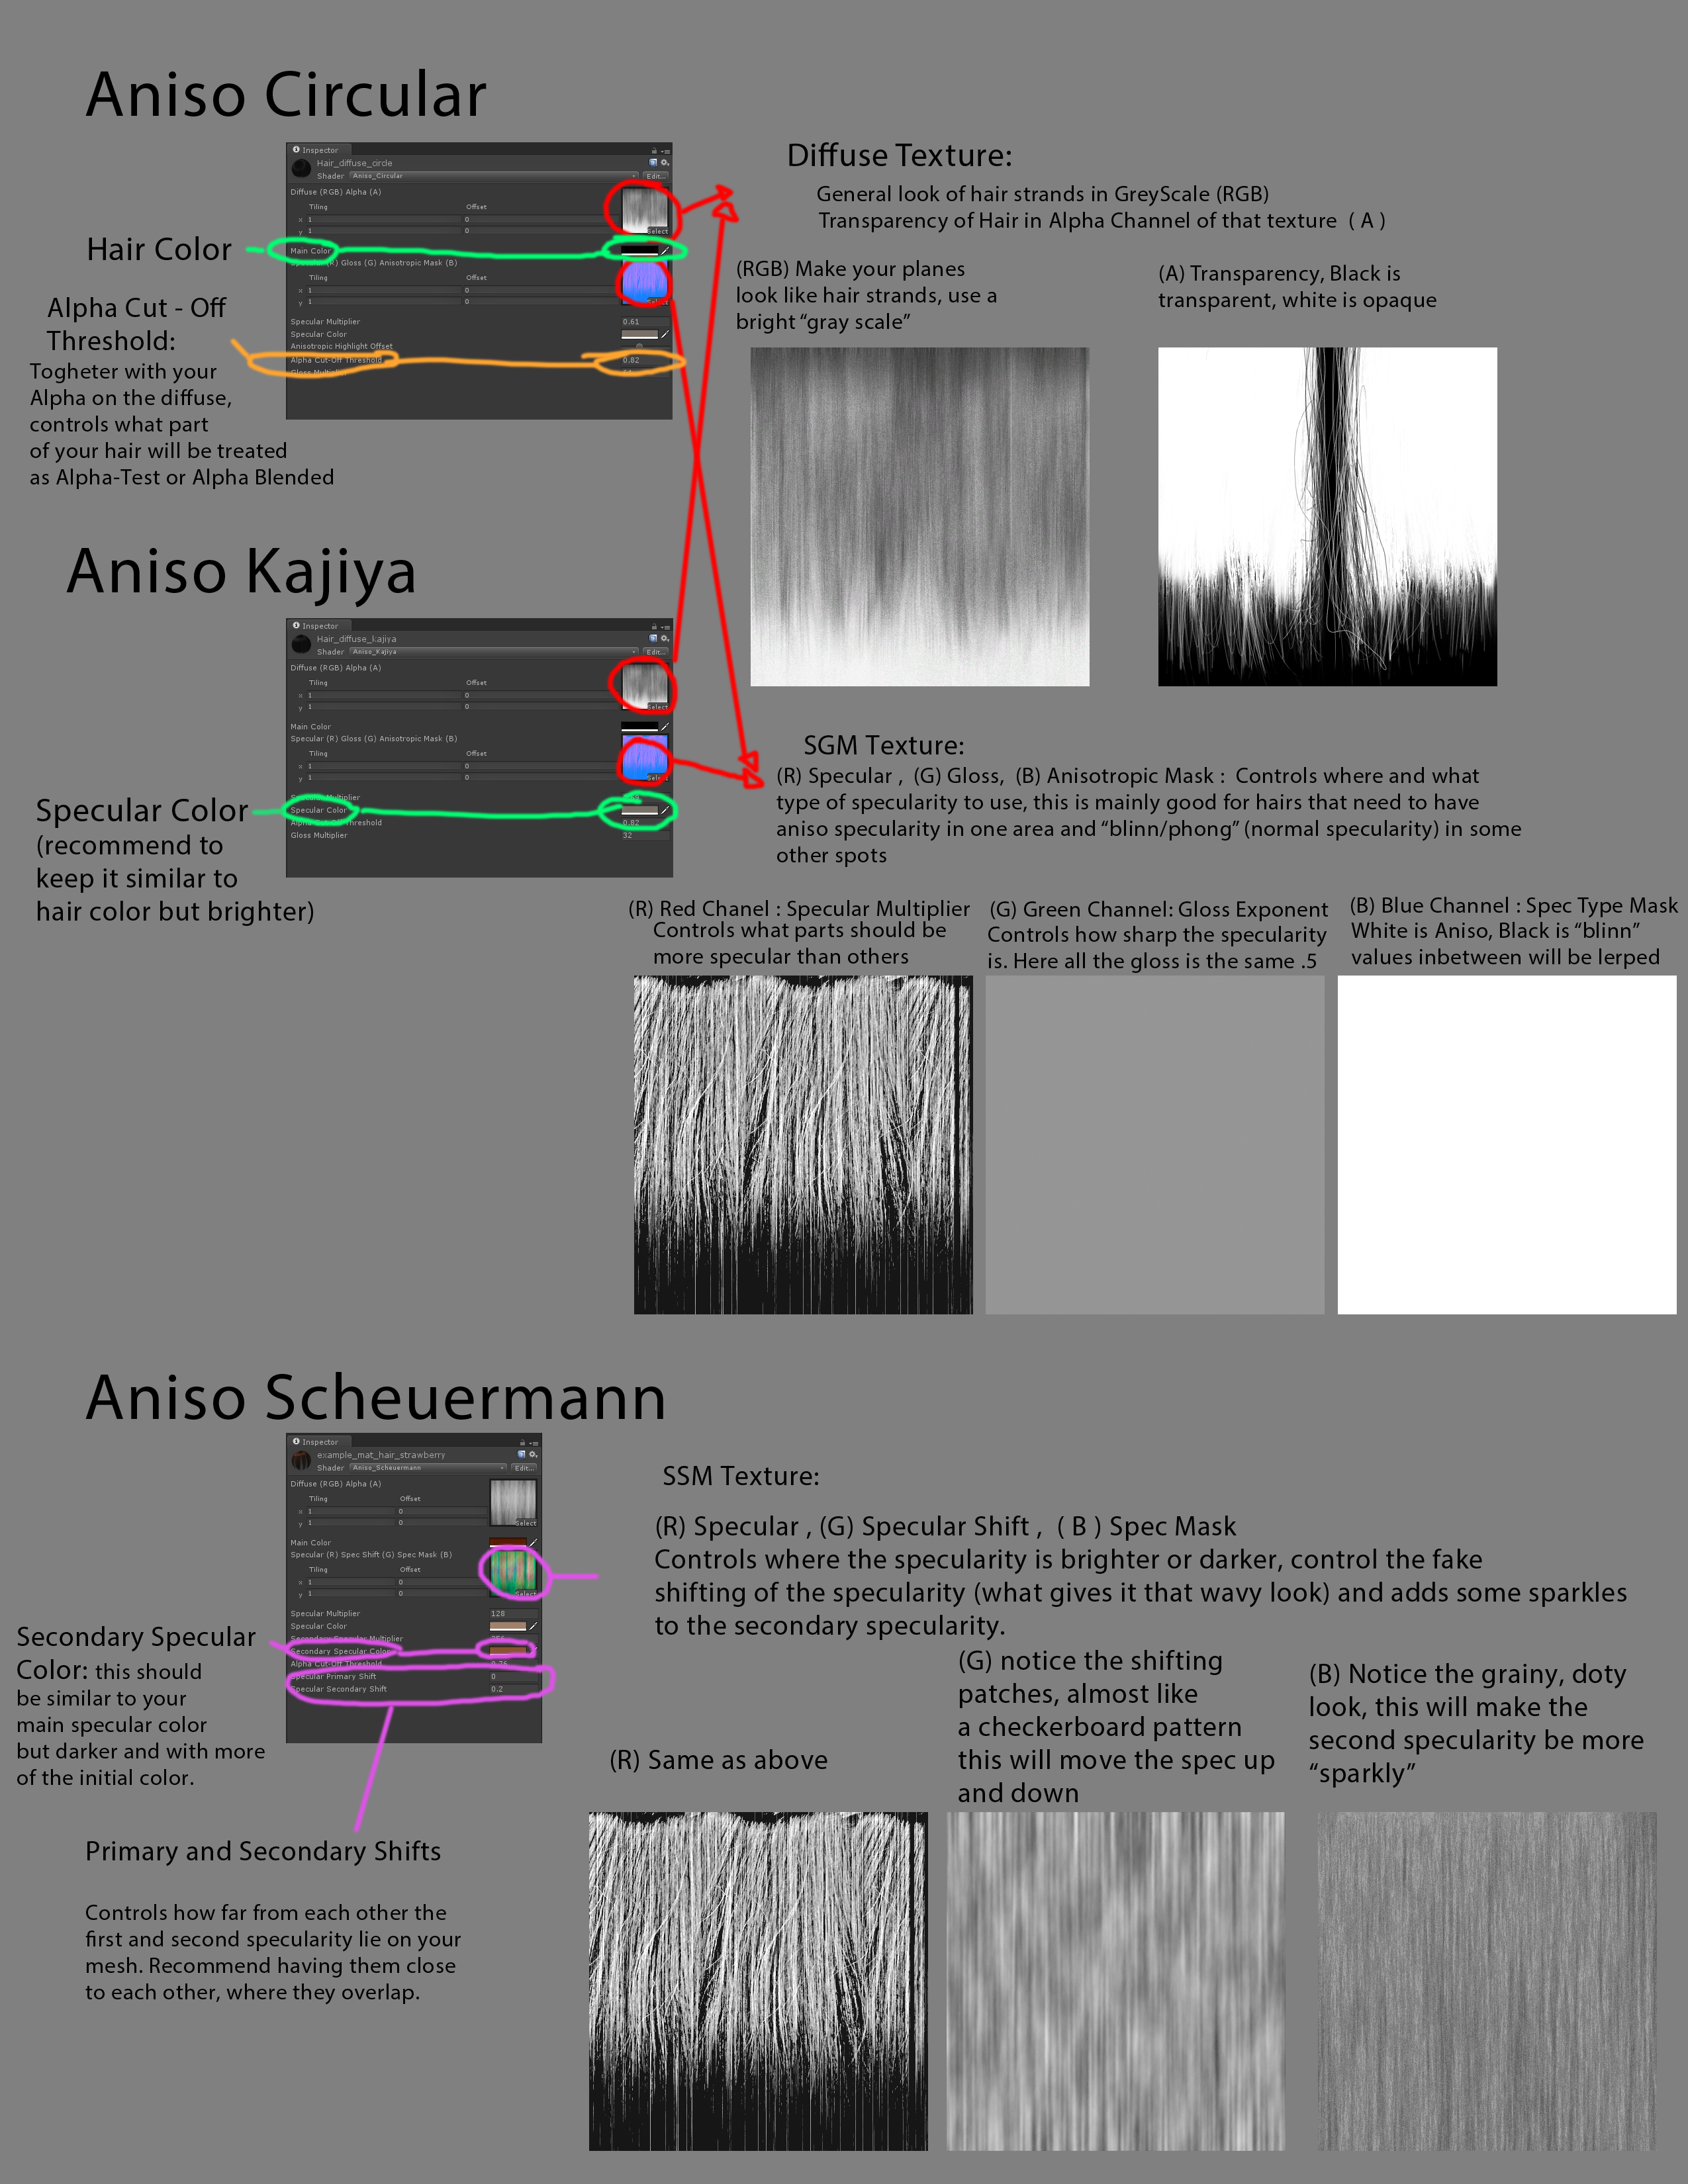 Aniso Circular
Inspector
Hair_diffuse_circle
Shader Aniso_Circular Edit...
Diffuse (RGB) Alpha (A)
Tiling Offset
x 1 0
y 1 0
Select
Main Color
Specular (R) Gloss (G) Anisotropic Mask (B)
Tiling Offset
x 1 0
y 1 0
Specular Multiplier 0.61
Specular Color
Anisotropic Highlight Offset
Alpha Cut-Off Threshold 0.82
Hair Color
Alpha Cut - Off
Threshold:
Togheter with your
Alpha on the diffuse,
controls what part
of your hair will be treated
as Alpha-Test or Alpha Blended
Diffuse Texture:
General look of hair strands in GreyScale (RGB)
Transparency of Hair in Alpha Channel of that texture ( A )
(RGB) Make your planes
look like hair strands, use a
bright “gray scale”
(A) Transparency, Black is
transparent, white is opaque
Aniso Kajiya
Inspector
Hair_diffuse_kajiya
Shader Aniso_Kajiya Edit...
Diffuse (RGB) Alpha (A)
Tiling Offset
x 1 0
y 1 0
Select
Main Color
Specular (R) Gloss (G) Anisotropic Mask (B)
Tiling Offset
x 1 0
y 1 0
Select
Specular Multiplier
Specular Color
Alpha Cut-Off Threshold 0.82
Gloss Multiplier 32
Specular Color
(recommend to
keep it similar to
hair color but brighter)
SGM Texture:
(R) Specular , (G) Gloss, (B) Anisotropic Mask : Controls where and what
type of specularity to use, this is mainly good for hairs that need to have
aniso specularity in one area and “blinn/phong” (normal specularity) in some
other spots
(R) Red Chanel : Specular Multiplier
Controls what parts should be
more specular than others
(G) Green Channel: Gloss Exponent
Controls how sharp the specularity
is. Here all the gloss is the same .5
(B) Blue Channel : Spec Type Mask
White is Aniso, Black is “blinn”
values inbetween will be lerped
Aniso Scheuermann
Inspector
example_mat_hair_strawberry
Shader Aniso_Scheuermann Edit...
Diffuse (RGB) Alpha (A)
Tiling Offset
x 1 0
y 1 0
Select
Main Color
Specular (R) Spec Shift (G) Spec Mask (B)
Tiling Offset
x 1 0
y 1 0
Select
Specular Multiplier 128
Specular Color
Secondary Specular Multiplier
Secondary Specular Color
Alpha Cut-Off Threshold
Specular Primary Shift 0
Specular Secondary Shift 0.2
Secondary Specular
Color: this should
be similar to your
main specular color
but darker and with more
of the initial color.
Primary and Secondary Shifts
Controls how far from each other the
first and second specularity lie on your
mesh. Recommend having them close
to each other, where they overlap.
SSM Texture:
(R) Specular , (G) Specular Shift , ( B ) Spec Mask
Controls where the specularity is brighter or darker, control the fake
shifting of the specularity (what gives it that wavy look) and adds some sparkles
to the secondary specularity.
(R) Same as above
(G) notice the shifting
patches, almost like
a checkerboard pattern
this will move the spec up
and down
(B) Notice the grainy, doty
look, this will make the
second specularity be more
“sparkly”